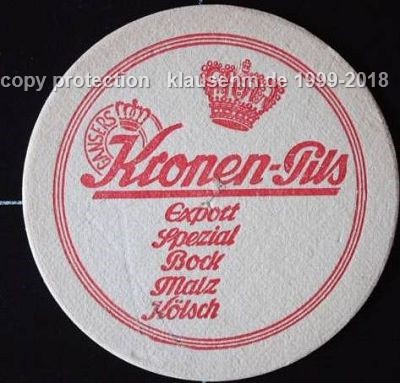 copy protection klausehm.de 1999-2018
GANSERS
Kronen-Pils
Export
Spezial
Bock
Malz
Kölsch